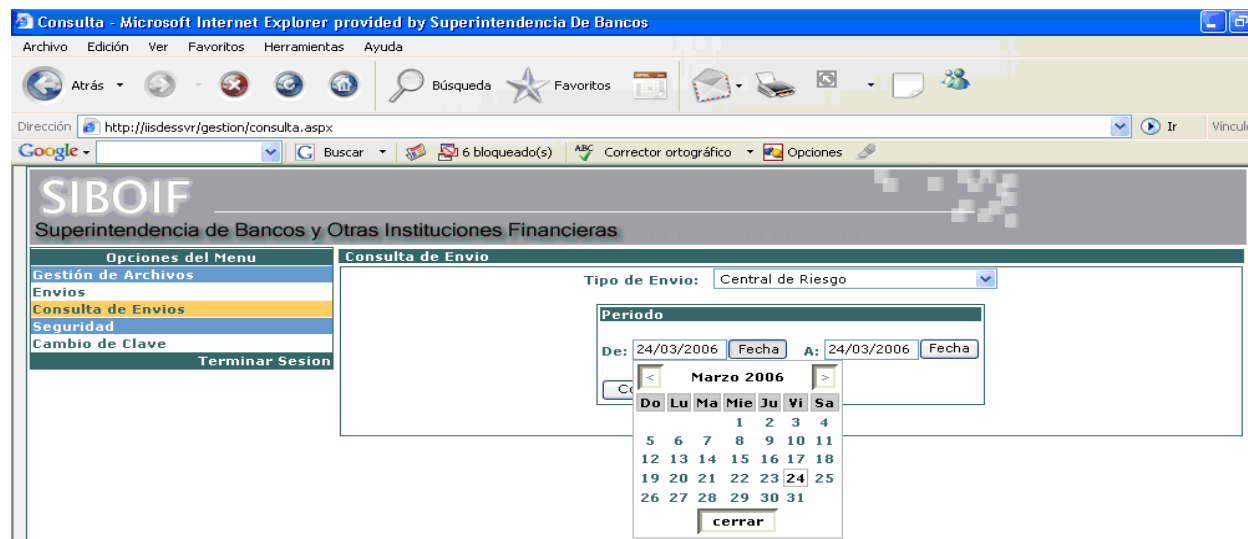 Consulta - Microsoft Internet Explorer provided by Superintendencia De Bancos
Archivo Edición Ver Favoritos Herramientas Ayuda
Atrás Búsqueda Favoritos
Dirección http://iisdessvr/gestion/consulta.aspx Ir
Google Buscar 6 bloqueado(s) ABC Corrector ortográfico Opciones
SIBOIF
Superintendencia de Bancos y Otras Instituciones Financieras
Opciones del Menu
Gestión de Archivos
Envios
Consulta de Envios
Seguridad
Cambio de Clave
Terminar Sesion
Consulta de Envio
Tipo de Envio: Central de Riesgo
Periodo
De: 24/03/2006 Fecha A: 24/03/2006 Fecha
< Marzo 2006 >
Do Lu Ma Mie Ju Vi Sa
1 2 3 4
5 6 7 8 9 10 11
12 13 14 15 16 17 18
19 20 21 22 23 24 25
26 27 28 29 30 31
cerrar